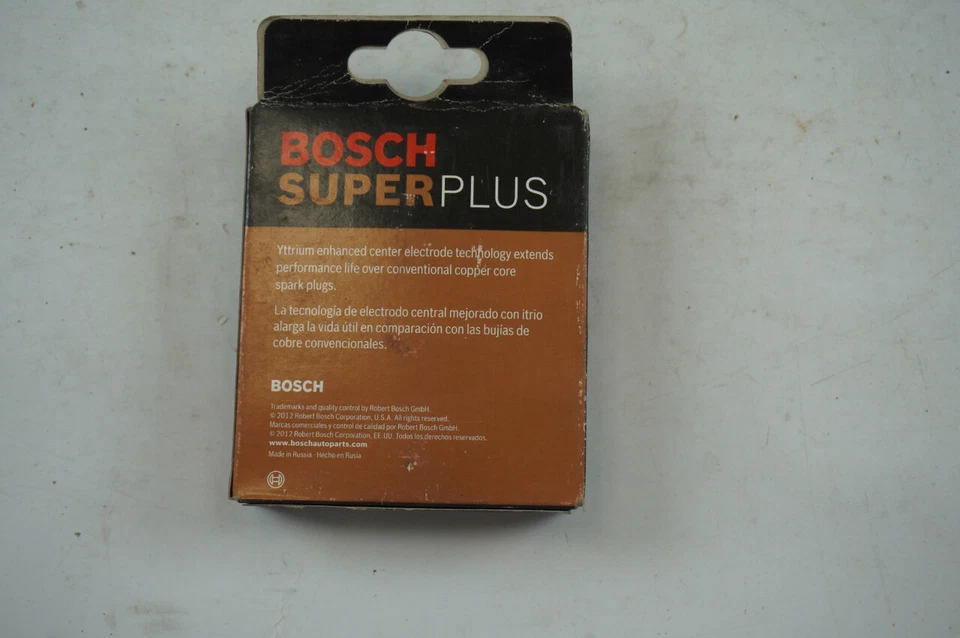 BOSCH
SUPERPLUS
Yttrium enhanced center electrode technology extends
performance life over conventional copper core
spark plugs.
La tecnología de electrodo central mejorado con itrio
alarga la vida útil en comparación con las bujías de
cobre convencionales.
BOSCH
Trademarks and quality control by Robert Bosch GmbH.
© 2012 Robert Bosch Corporation, U.S.A. All rights reserved.
Marcas comerciales y control de calidad por Robert Bosch GmbH.
© 2012 Robert Bosch Corporation, EE.UU. Todos los derechos reservados.
www.boschautoparts.com
Made in Russia · Hecho en Rusia